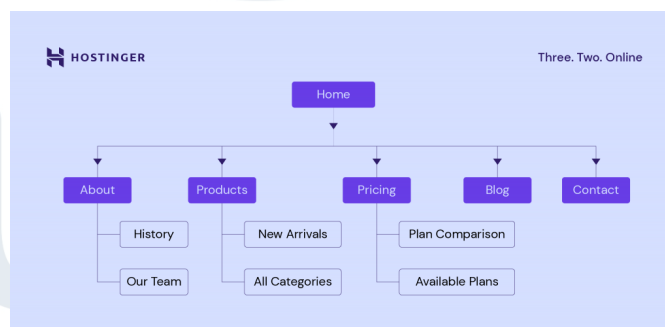 HOSTINGER
Three. Two. Online
Home
About
Products
Pricing
Blog
Contact
History
New Arrivals
Plan Comparison
Our Team
All Categories
Available Plans